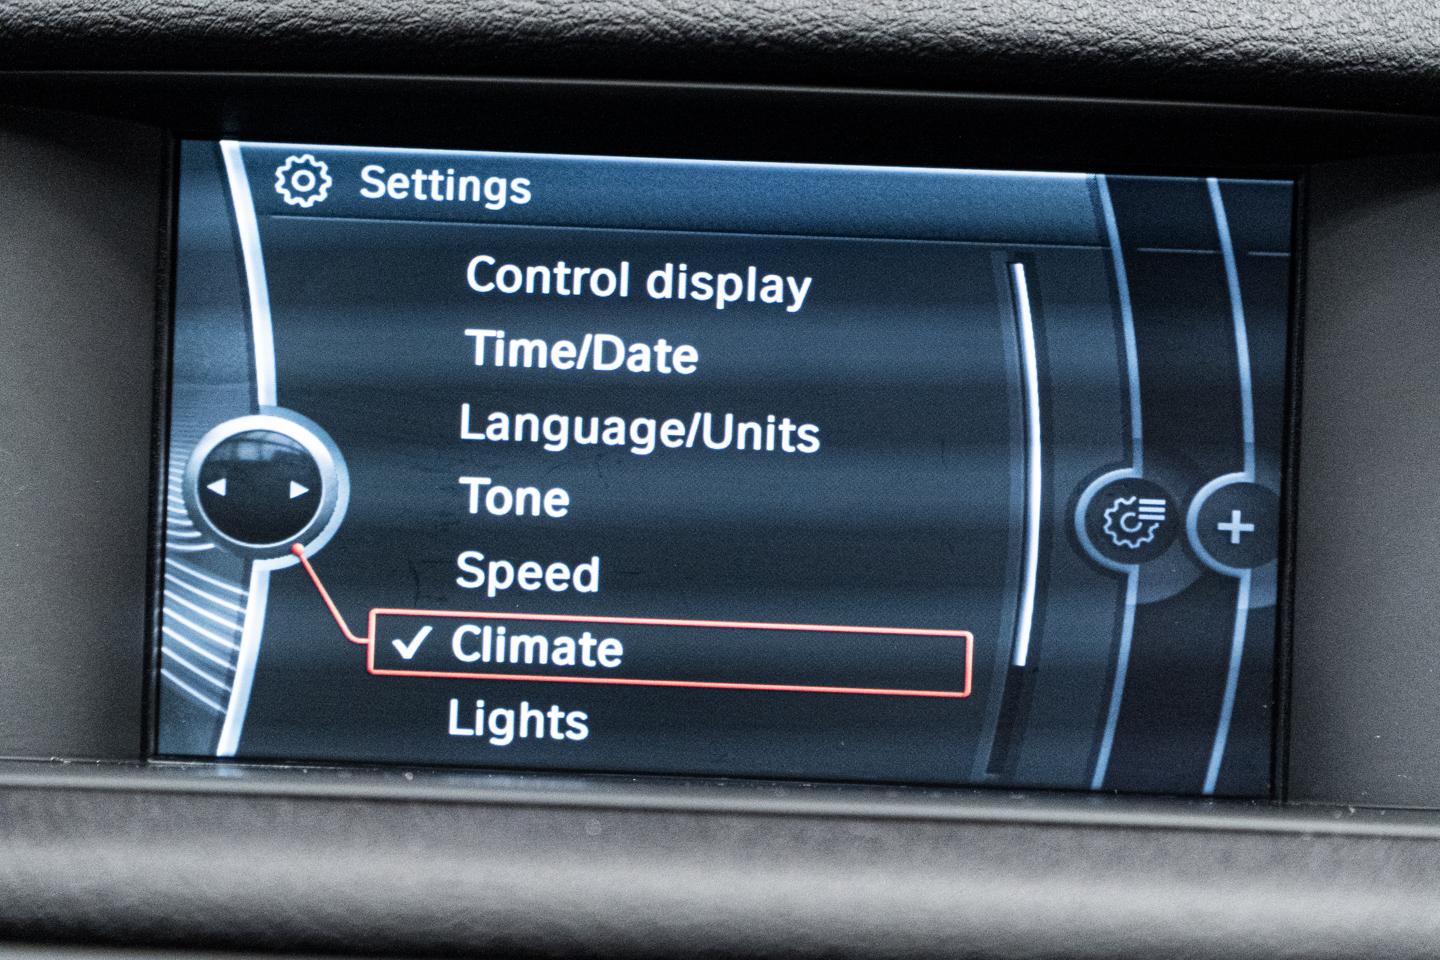 Settings
Control display
Time/Date
Language/Units
Tone
Speed
✓ Climate
Lights